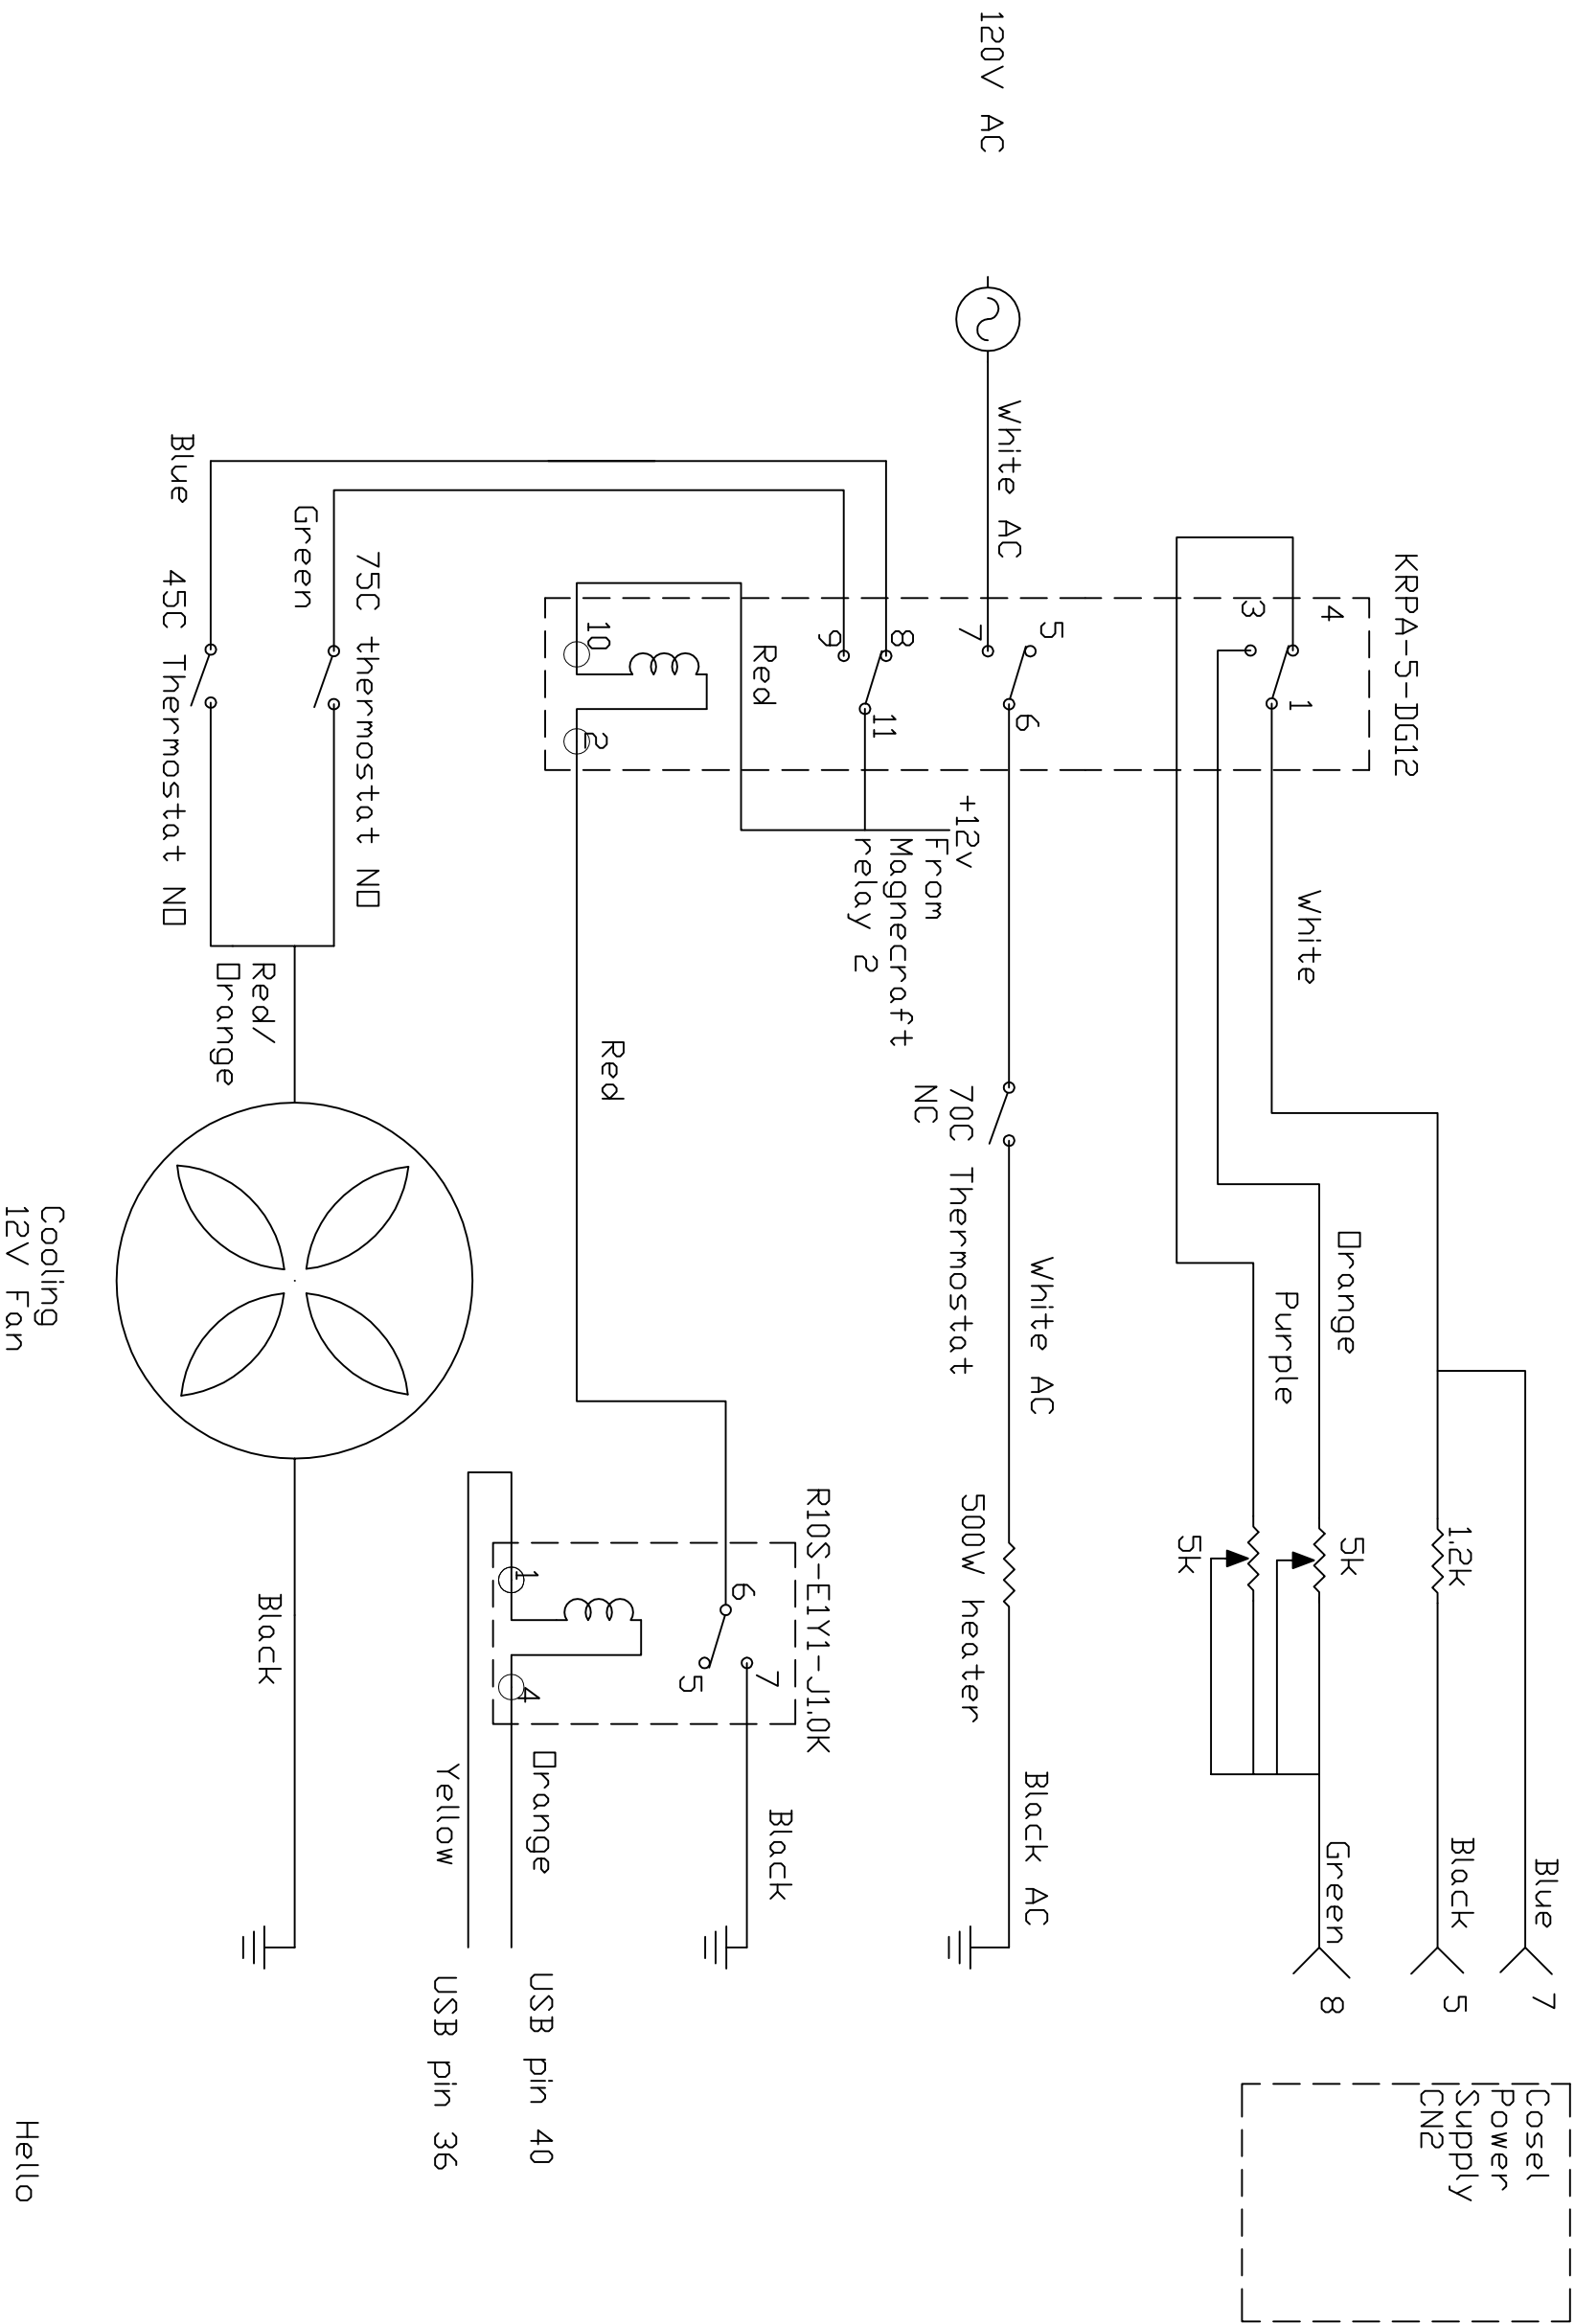 120V AC
White AC
KRPA-5-DG12
4
3
1
White
5
7
6
8
9
11
Red
10
2
+12v
From
Magnecraft
relay 2
Blue
Green
75C thermostat NO
45C Thermostat NO
Red/
Orange
Red
70C Thermostat
NC
White AC
Orange
Purple
Cooling
12V Fan
1.2k
5k
5k
500W heater
R10S-E1Y1-J1.0K
6
7
5
1
4
Black
Orange
Yellow
Black
Black AC
Blue
Black
Green
7
5
8
USB pin 40
USB pin 36
Cosel
Power
Supply
CN2
Hello